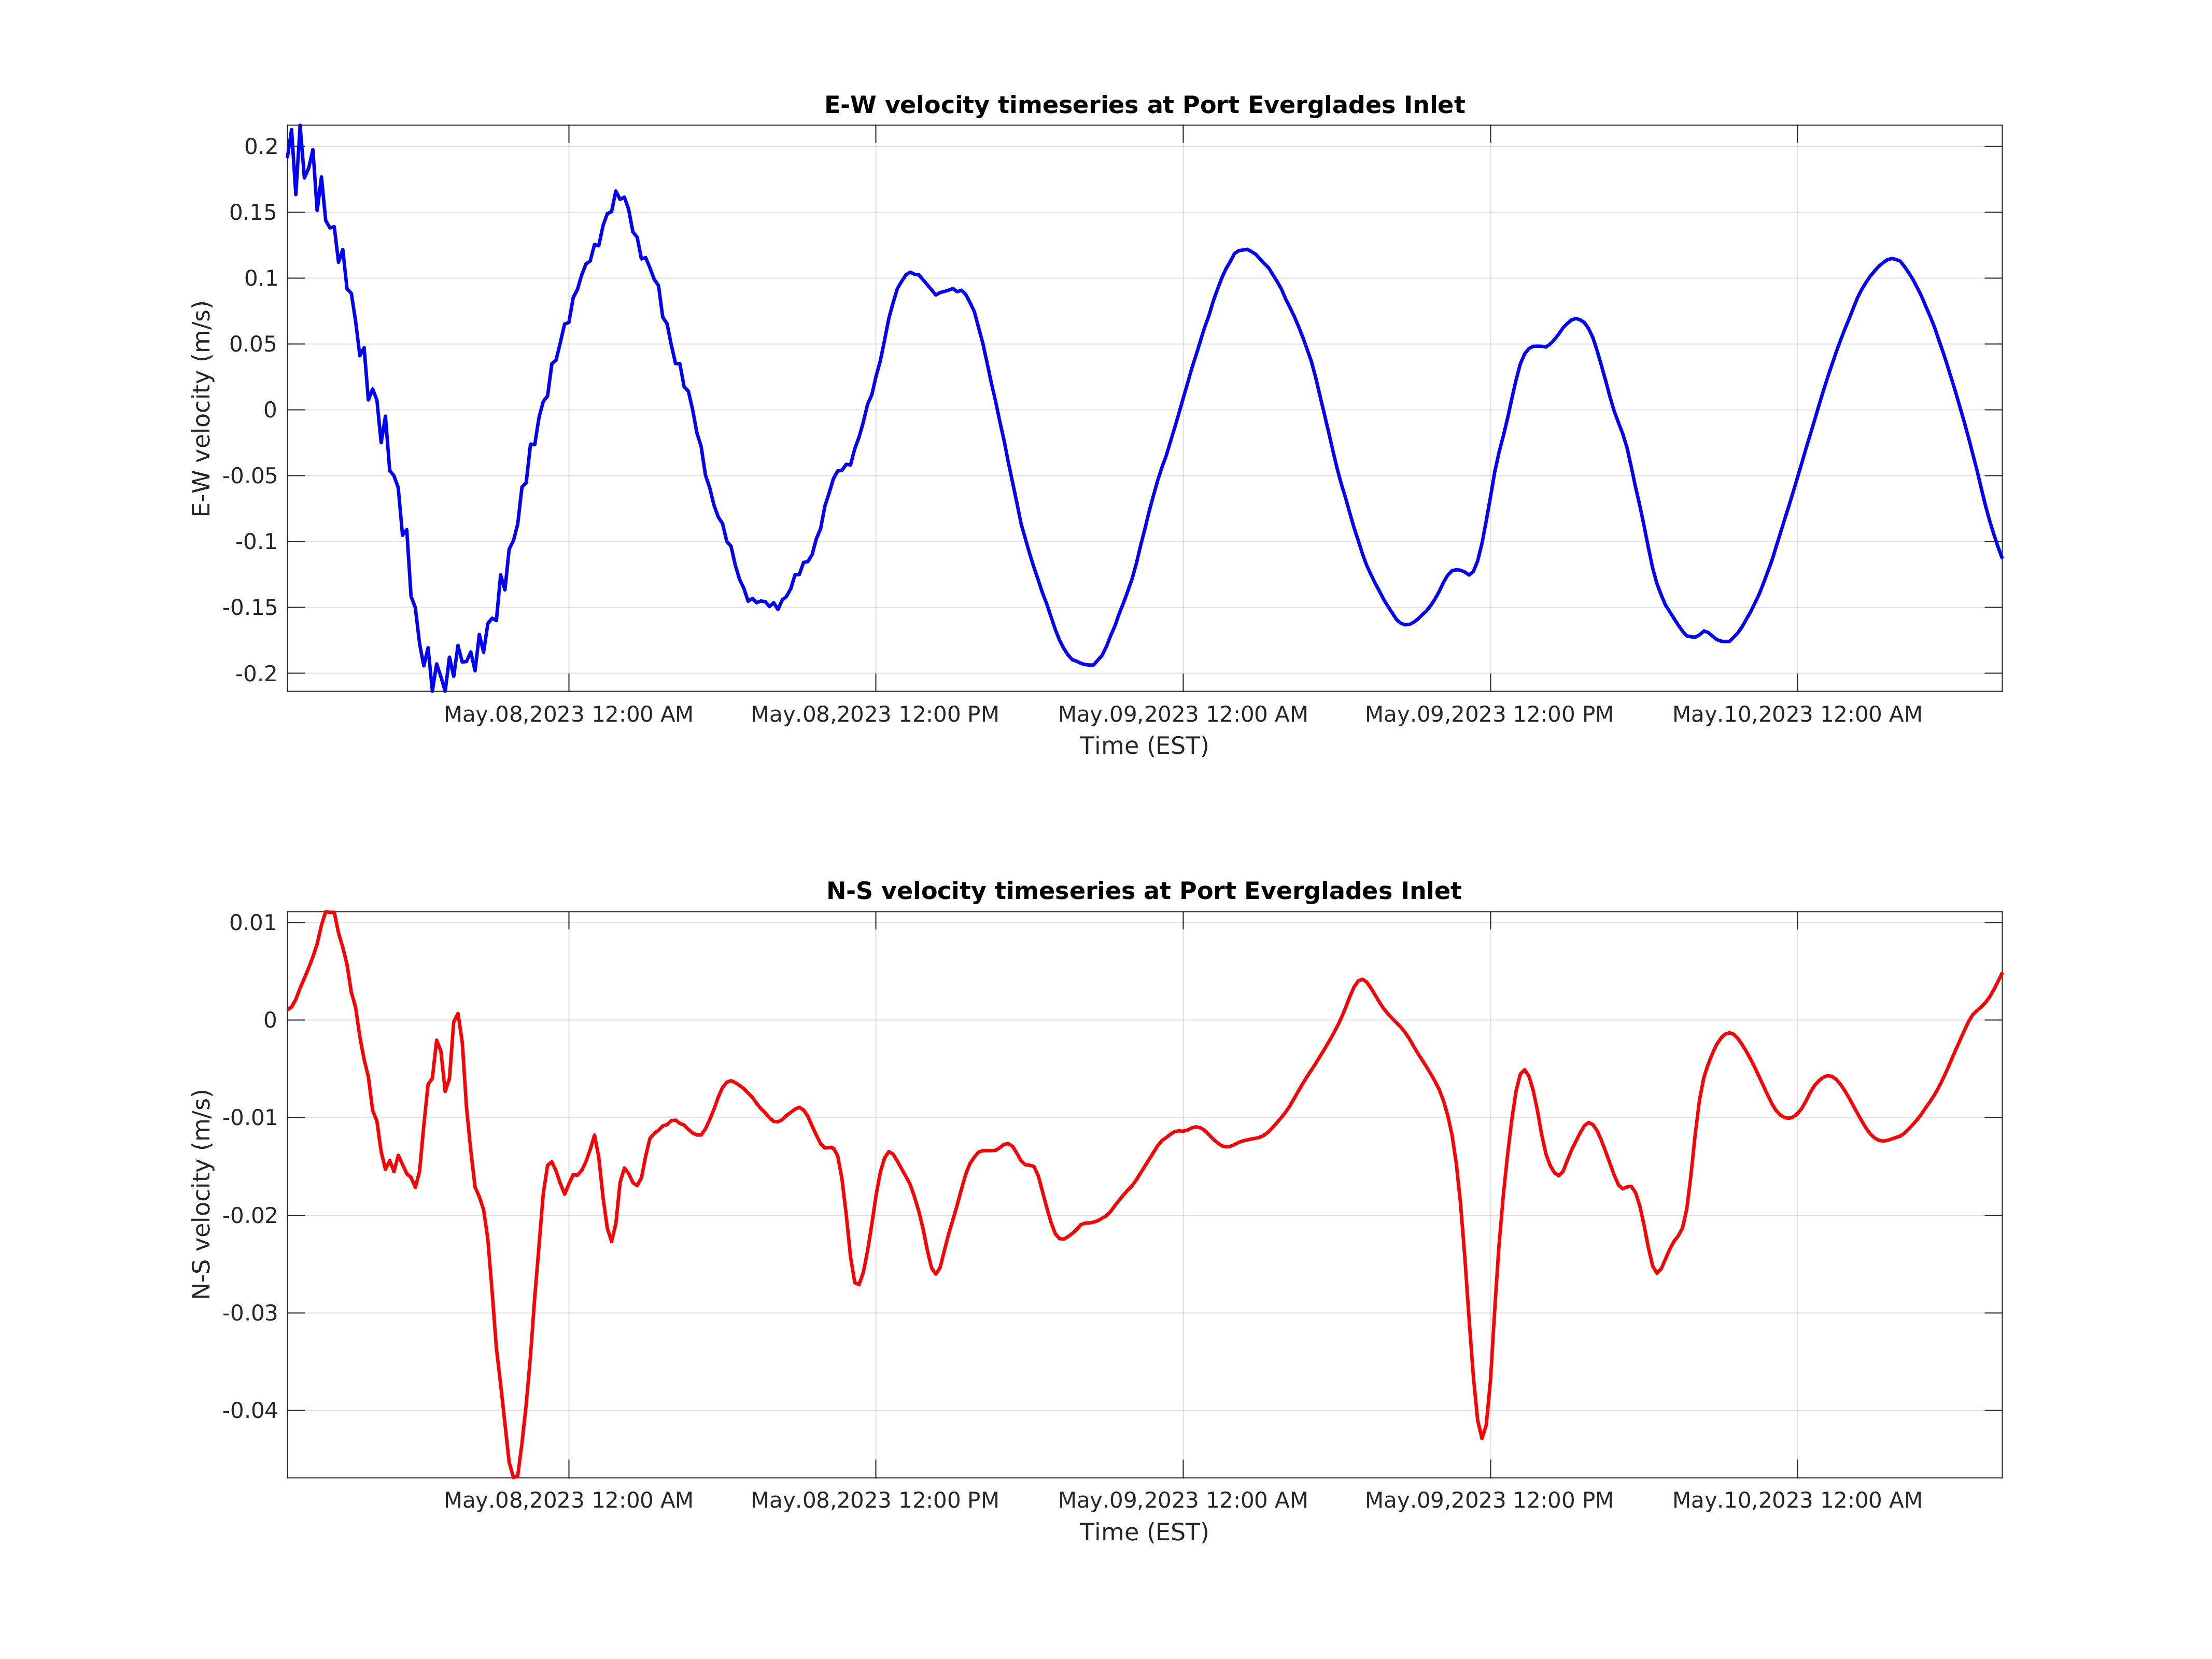 E-W velocity timeseries at Port Everglades Inlet
E-W velocity (m/s)
0.2
0.15
0.1
0.05
0
-0.05
-0.1
-0.15
-0.2
May.08,2023 12:00 AM
May.08,2023 12:00 PM
May.09,2023 12:00 AM
May.09,2023 12:00 PM
May.10,2023 12:00 AM
Time (EST)
N-S velocity timeseries at Port Everglades Inlet
N-S velocity (m/s)
0.01
0
-0.01
-0.02
-0.03
-0.04
May.08,2023 12:00 AM
May.08,2023 12:00 PM
May.09,2023 12:00 AM
May.09,2023 12:00 PM
May.10,2023 12:00 AM
Time (EST)